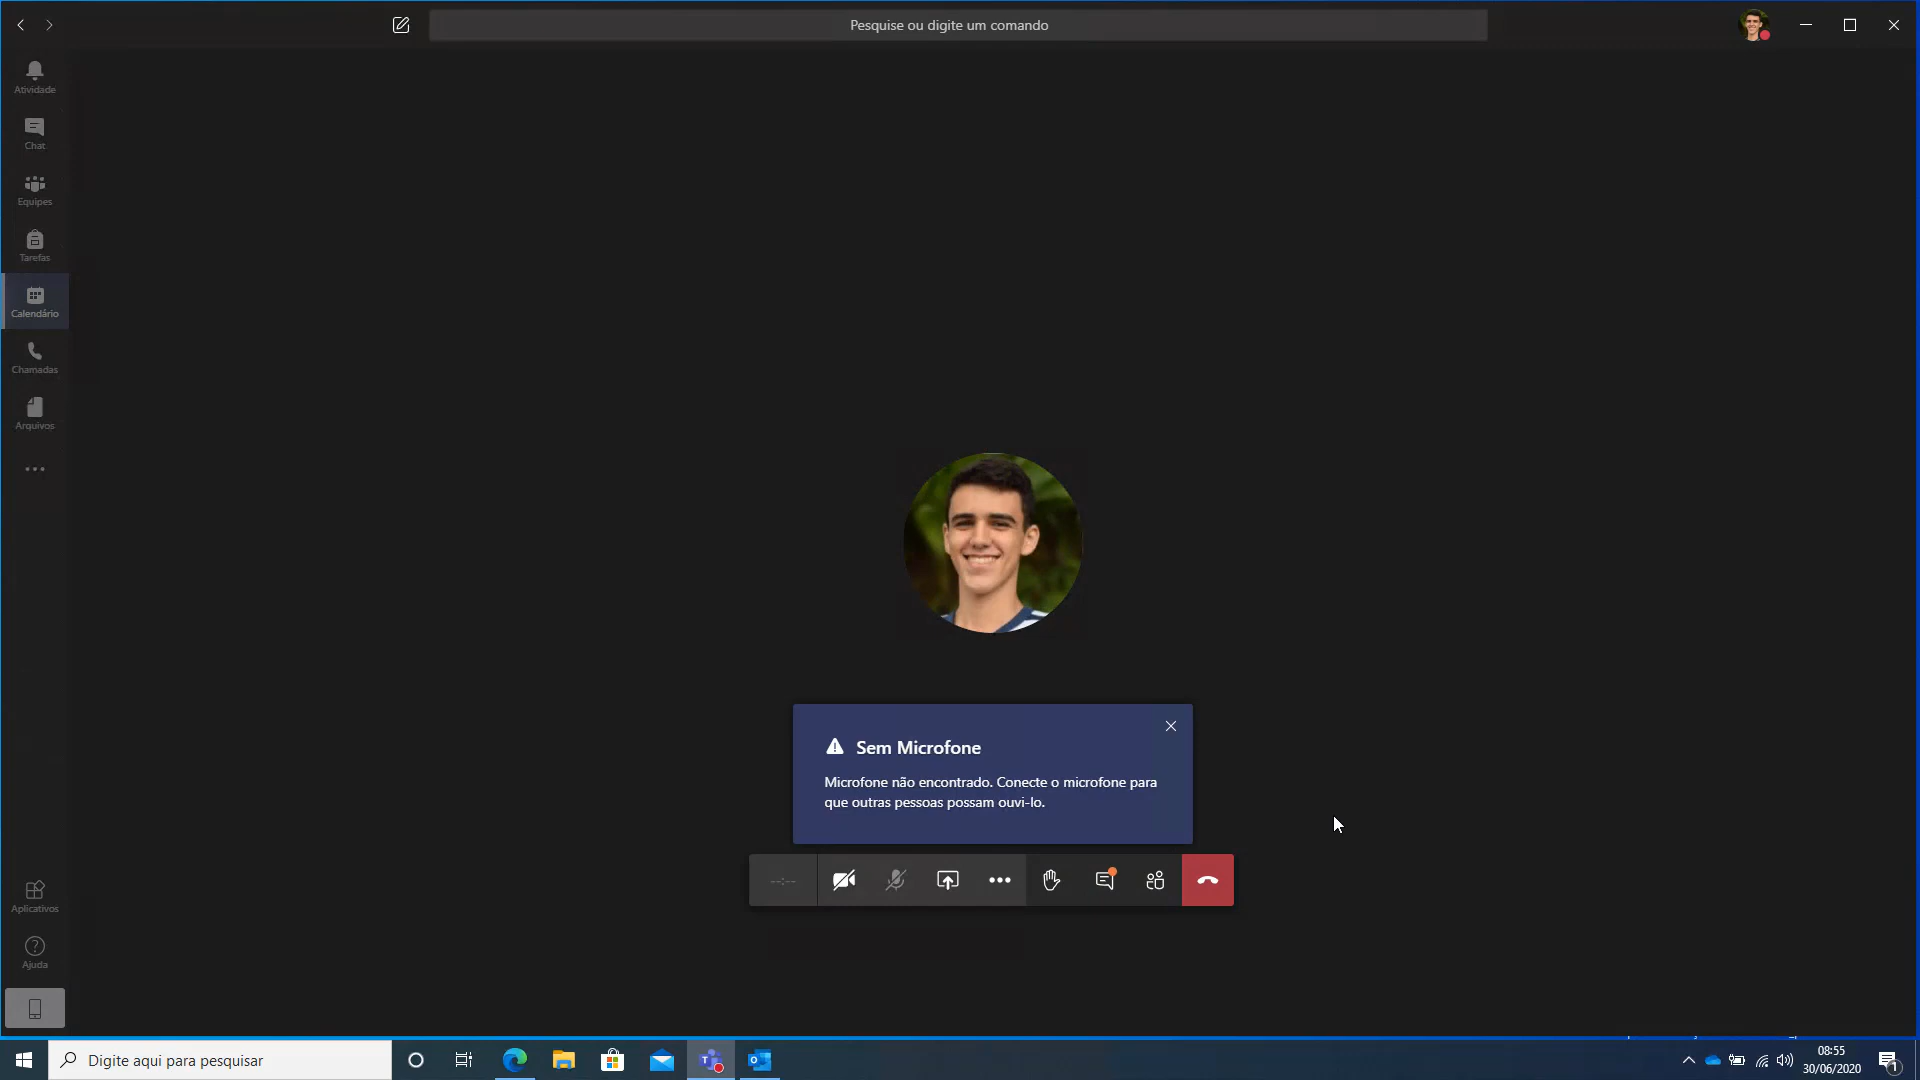 Pesquise ou digite um comando
Atividade
Chat
Equipes
Tarefas
Calendário
Chamadas
Arquivos
Sem Microfone
Microfone não encontrado. Conecte o microfone para
que outras pessoas possam ouvi-lo.
--:--
Aplicativos
Ajuda
Digite aqui para pesquisar
08:55
30/06/2020
1